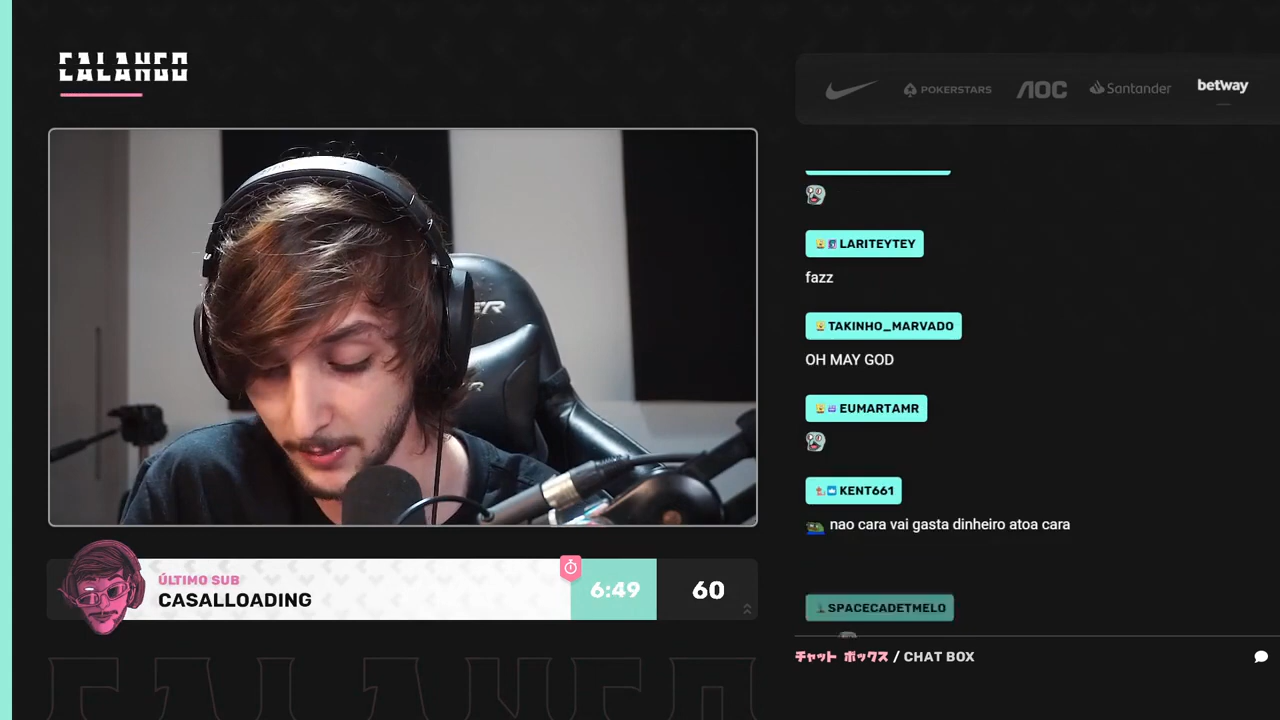 CALANGO
POKERSTARS
AOC
Santander
betway
LARITEYTEY
fazz
TAKINHO_MARVADO
OH MAY GOD
EUMARTAMR
KENT661
nao cara vai gasta dinheiro atoa cara
SPACECADETMELO
ÚLTIMO SUB
CASALLOADING
6:49
60
チャット ボックス / CHAT BOX
CALANGO